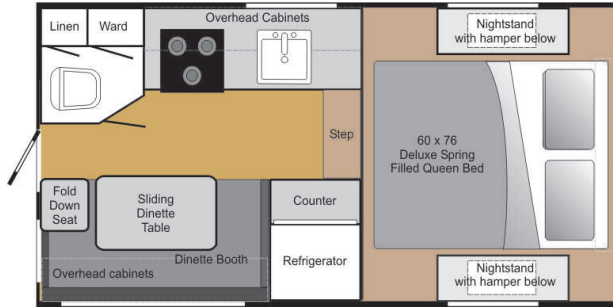 Linen
Ward
Overhead Cabinets
Nightstand
with hamper below
Step
60 x 76
Deluxe Spring
Filled Queen Bed
Fold
Down
Seat
Sliding
Dinette
Table
Counter
Dinette Booth
Refrigerator
Overhead cabinets
Nightstand
with hamper below